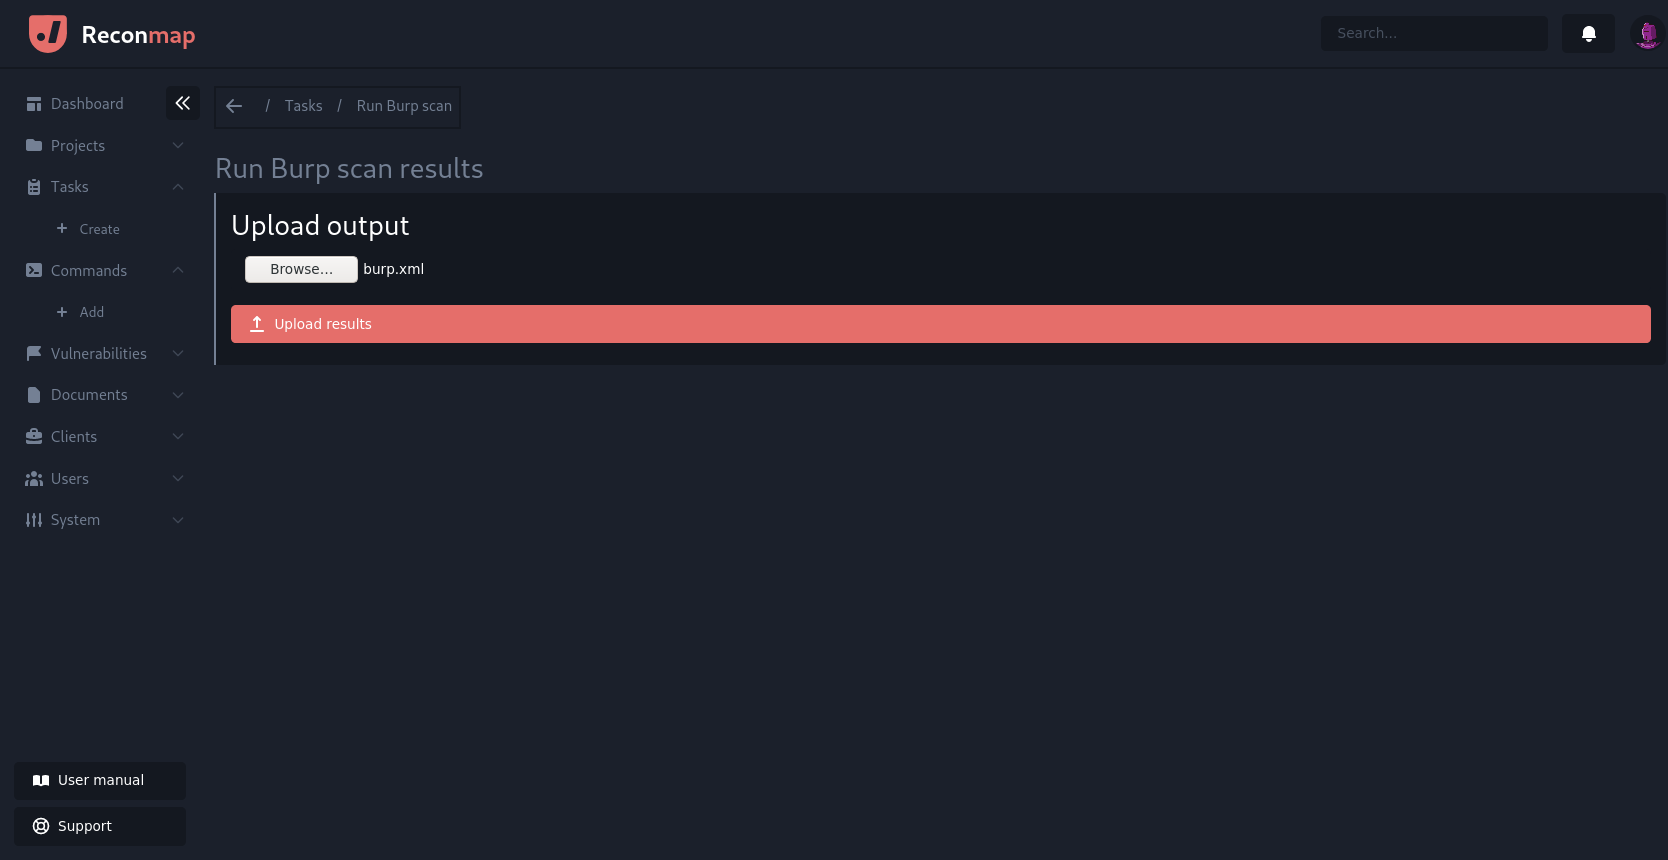 Reconmap
Search...
Dashboard
Projects
Tasks
Create
Commands
Add
Vulnerabilities
Documents
Clients
Users
System
User manual
Support
/ Tasks / Run Burp scan
Run Burp scan results
Upload output
Browse... burp.xml
Upload results